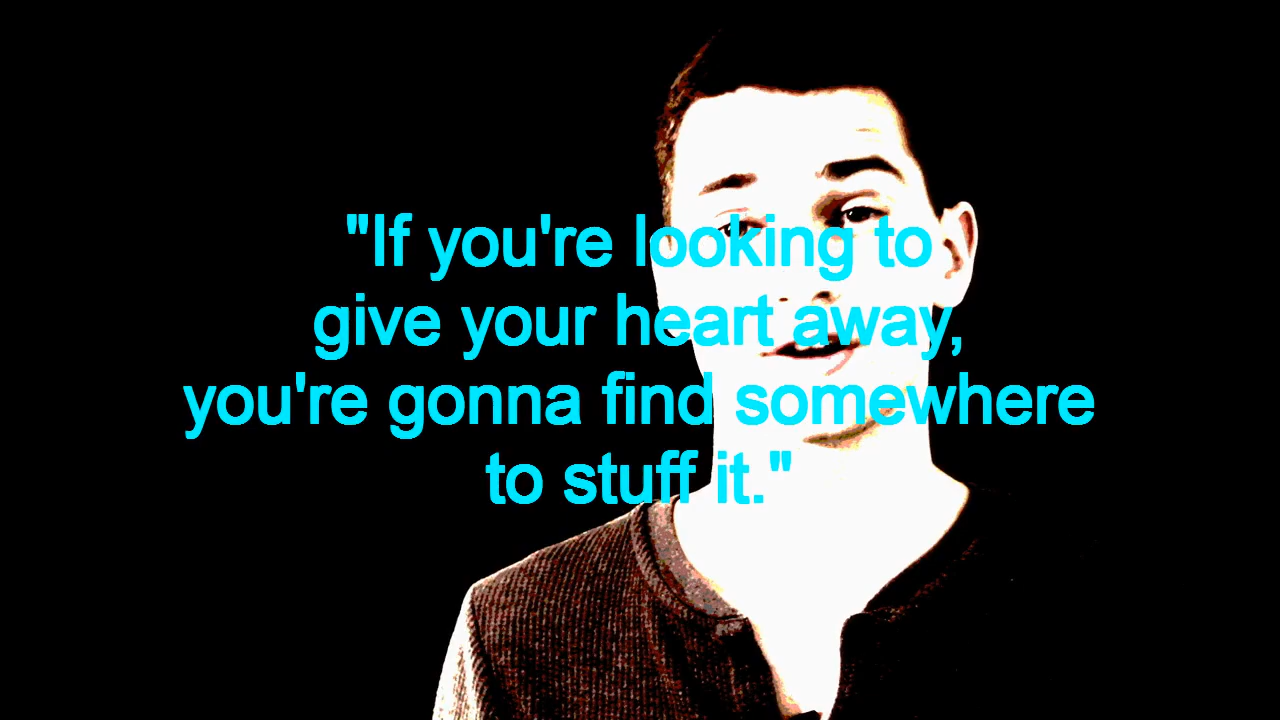 "If you're looking to
give your heart away,
you're gonna find somewhere
to stuff it."